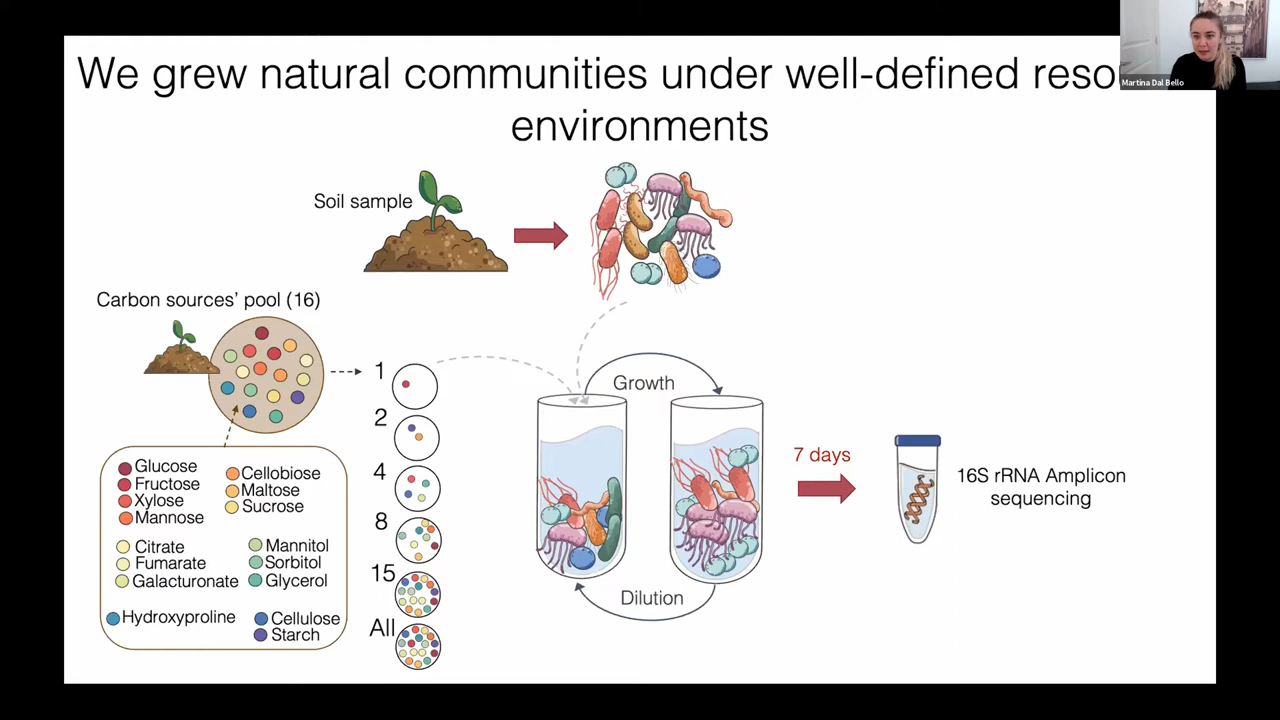 We grew natural communities under well-defined reso
environments
Martina Dal Bello
Soil sample
Carbon sources' pool (16)
1
2
4
8
15
All
Glucose
Fructose
Xylose
Mannose
Cellobiose
Maltose
Sucrose
Citrate
Fumarate
Galacturonate
Mannitol
Sorbitol
Glycerol
Hydroxyproline
Cellulose
Starch
Growth
Dilution
7 days
16S rRNA Amplicon
sequencing